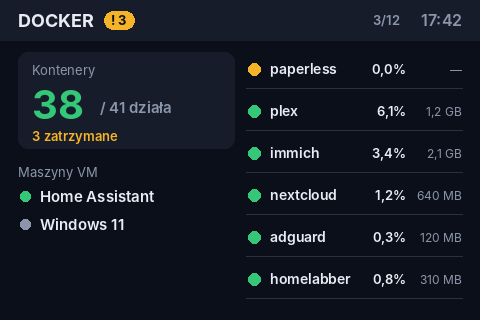 DOCKER ! 3 3/12 17:42
Kontenery
38 / 41 działa
3 zatrzymane
Maszyny VM
Home Assistant
Windows 11
paperless 0,0% —
plex 6,1% 1,2 GB
immich 3,4% 2,1 GB
nextcloud 1,2% 640 MB
adguard 0,3% 120 MB
homelabber 0,8% 310 MB